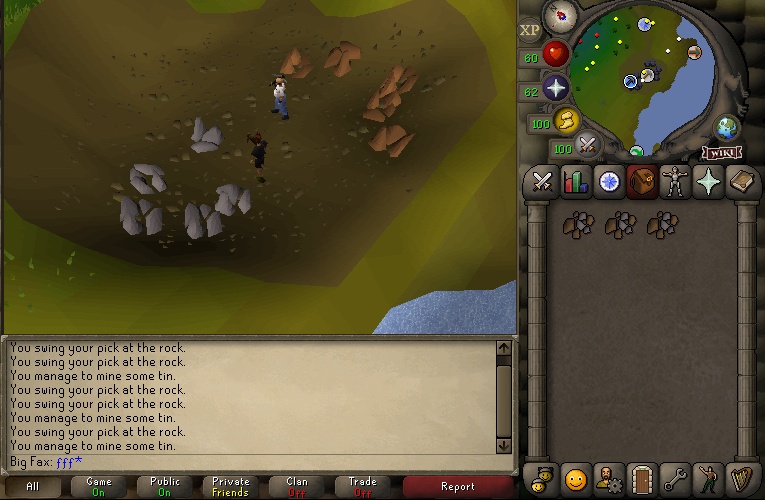 XP
60
62
100
100
WIKI
You swing your pick at the rock.
You swing your pick at the rock.
You manage to mine some tin.
You swing your pick at the rock.
You swing your pick at the rock.
You manage to mine some tin.
You swing your pick at the rock.
You manage to mine some tin.
Big Fax: fff*
All
Game
On
Public
On
Private
Friends
Clan
Off
Trade
Off
Report